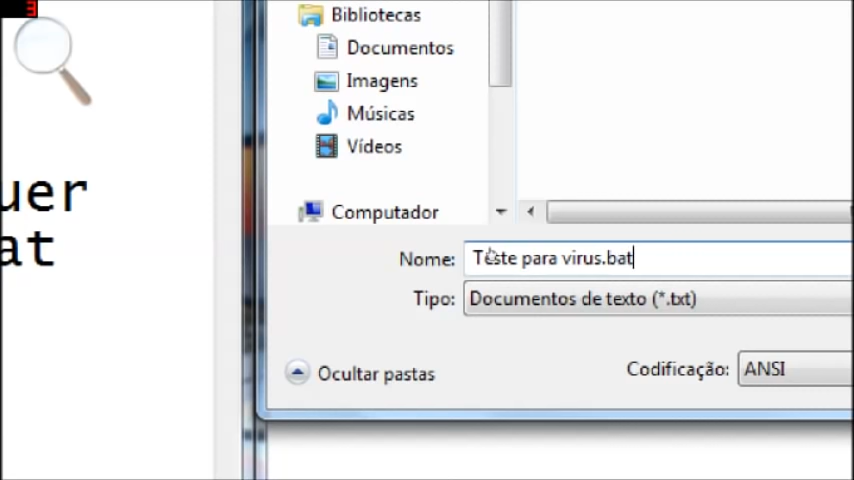 Bibliotecas
Documentos
Imagens
Músicas
Vídeos
uer
at
Computador
Nome: Teste para virus.bat
Tipo: Documentos de texto (*.txt)
Ocultar pastas
Codificação: ANSI